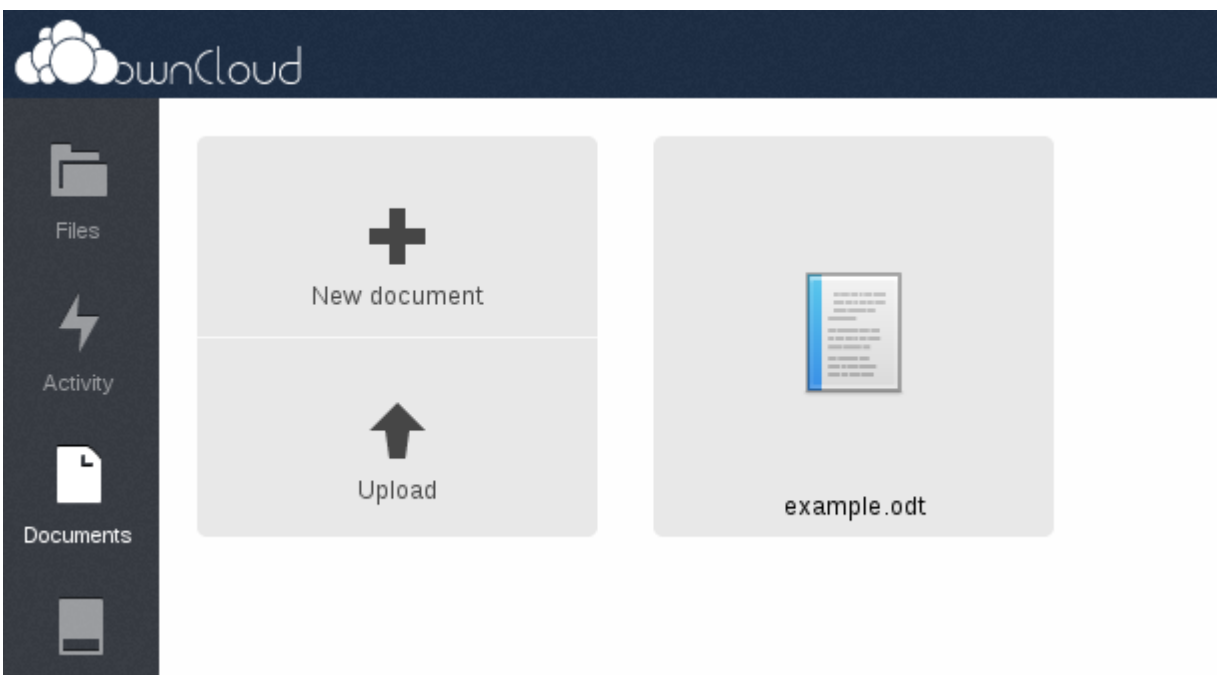 ownCloud
Files
Activity
Documents
New document
Upload
example.odt